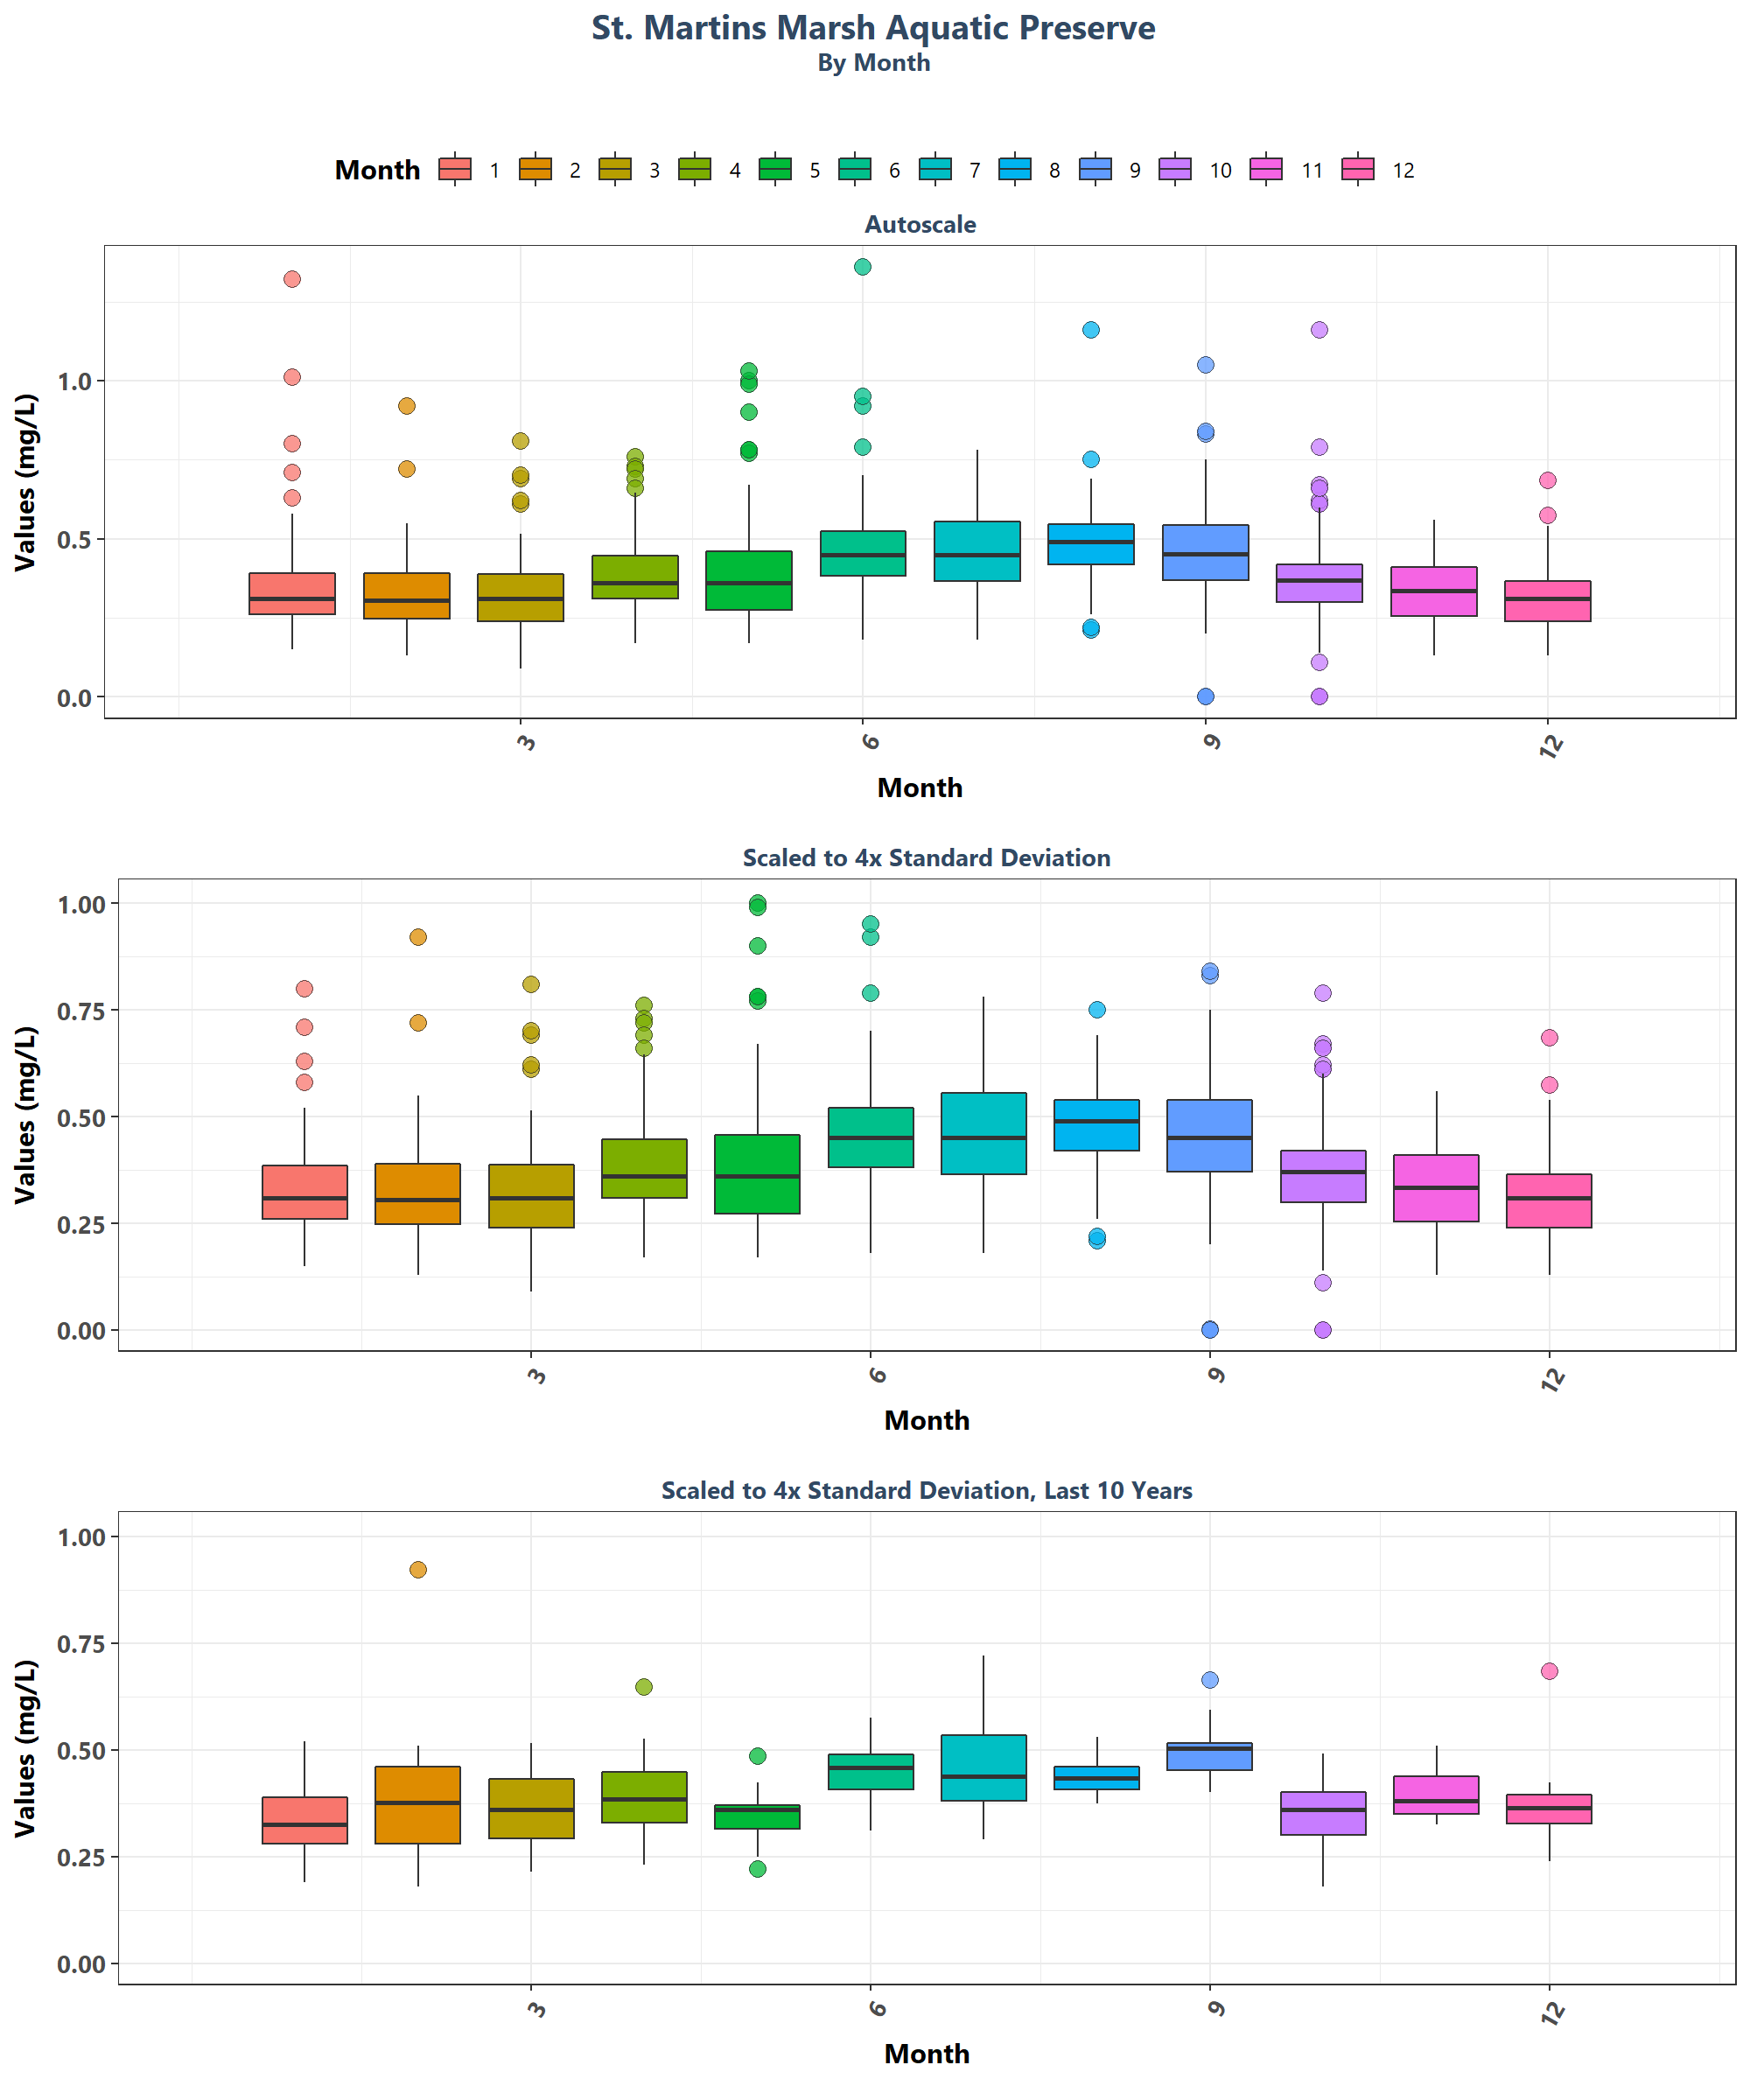 St. Martins Marsh Aquatic Preserve
By Month
Month 1 2 3 4 5 6 7 8 9 10 11 12
Autoscale
Values (mg/L)
1.0
0.5
0.0
3 6 9 12
Month
Scaled to 4x Standard Deviation
Values (mg/L)
1.00
0.75
0.50
0.25
0.00
3 6 9 12
Month
Scaled to 4x Standard Deviation, Last 10 Years
Values (mg/L)
1.00
0.75
0.50
0.25
0.00
3 6 9 12
Month